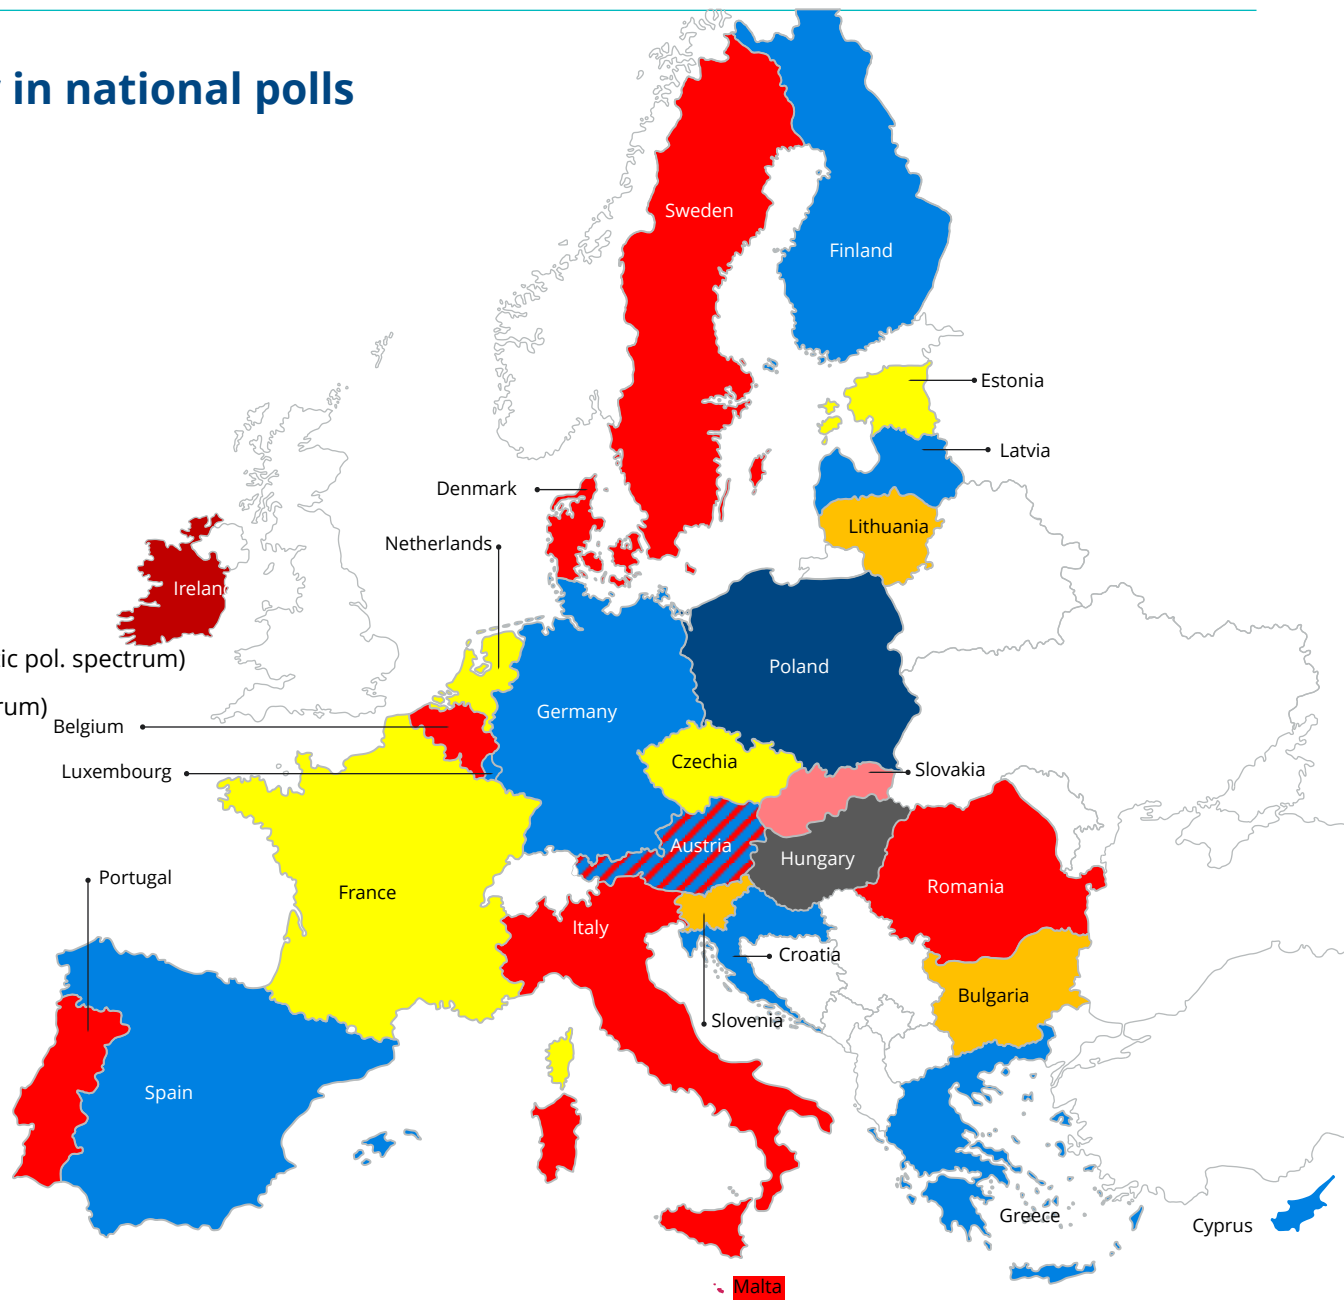 in national polls
Sweden
Finland
Estonia
Latvia
Denmark
Lithuania
Netherlands
Irelan
ic pol. spectrum)
Poland
rum)
Germany
Belgium
Czechia
Luxembourg
Slovakia
Austria
Hungary
Portugal
France
Romania
Italy
Croatia
Bulgaria
Slovenia
Spain
Greece
Cyprus
Malta